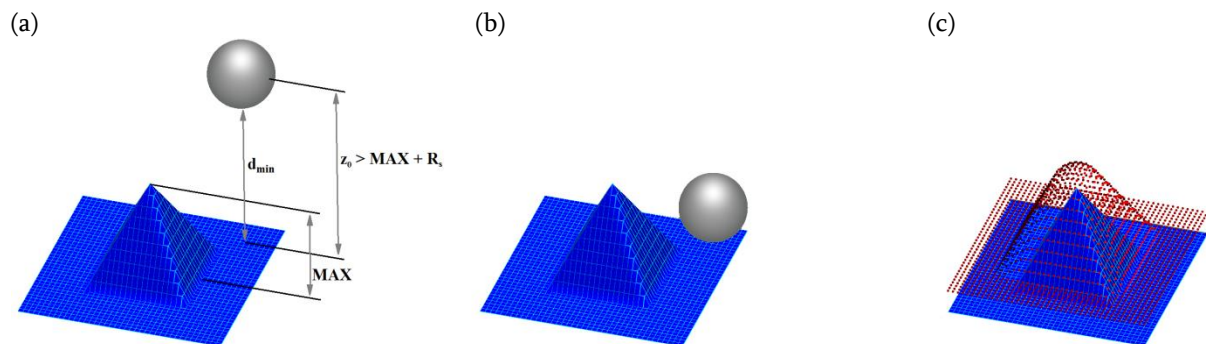 (a)
(b)
(c)
d_min
z_0 > MAX + R_s
MAX